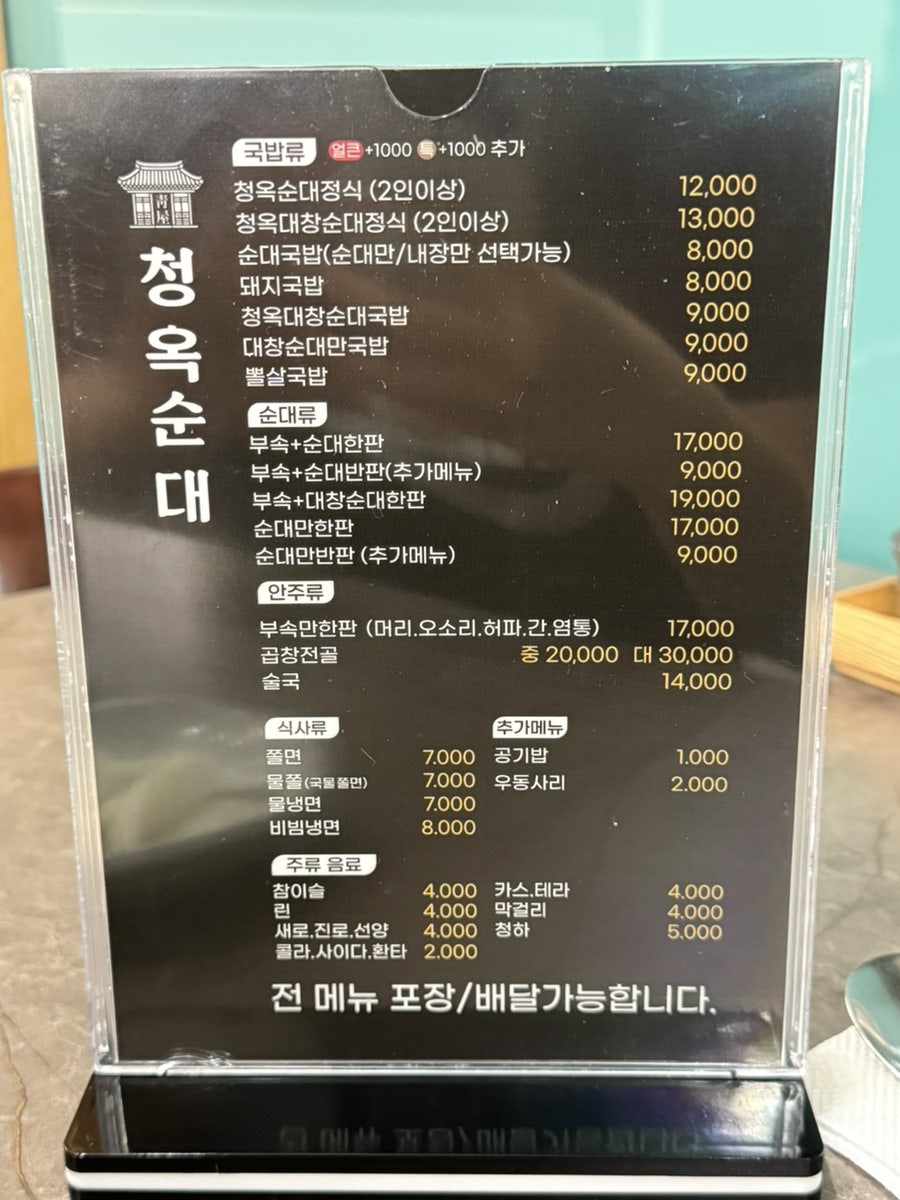 靑屋
청옥순대
국밥류 얼큰+1000 특+1000 추가
청옥순대정식 (2인이상) 12,000
청옥대창순대정식 (2인이상) 13,000
순대국밥(순대만/내장만 선택가능) 8,000
돼지국밥 8,000
청옥대창순대국밥 9,000
대창순대만국밥 9,000
뽈살국밥 9,000
순대류
부속+순대한판 17,000
부속+순대반판(추가메뉴) 9,000
부속+대창순대한판 19,000
순대만한판 17,000
순대만반판 (추가메뉴) 9,000
안주류
부속만한판 (머리.오소리.허파.간.염통) 17,000
곱창전골 중 20,000 대 30,000
술국 14,000
식사류
쫄면 7.000
물쫄(국물쫄면) 7.000
물냉면 7.000
비빔냉면 8.000
추가메뉴
공기밥 1.000
우동사리 2.000
주류 음료
참이슬 4.000
린 4.000
새로.진로.선양 4.000
콜라.사이다.환타 2.000
카스.테라 4.000
막걸리 4.000
청하 5.000
전 메뉴 포장/배달가능합니다.